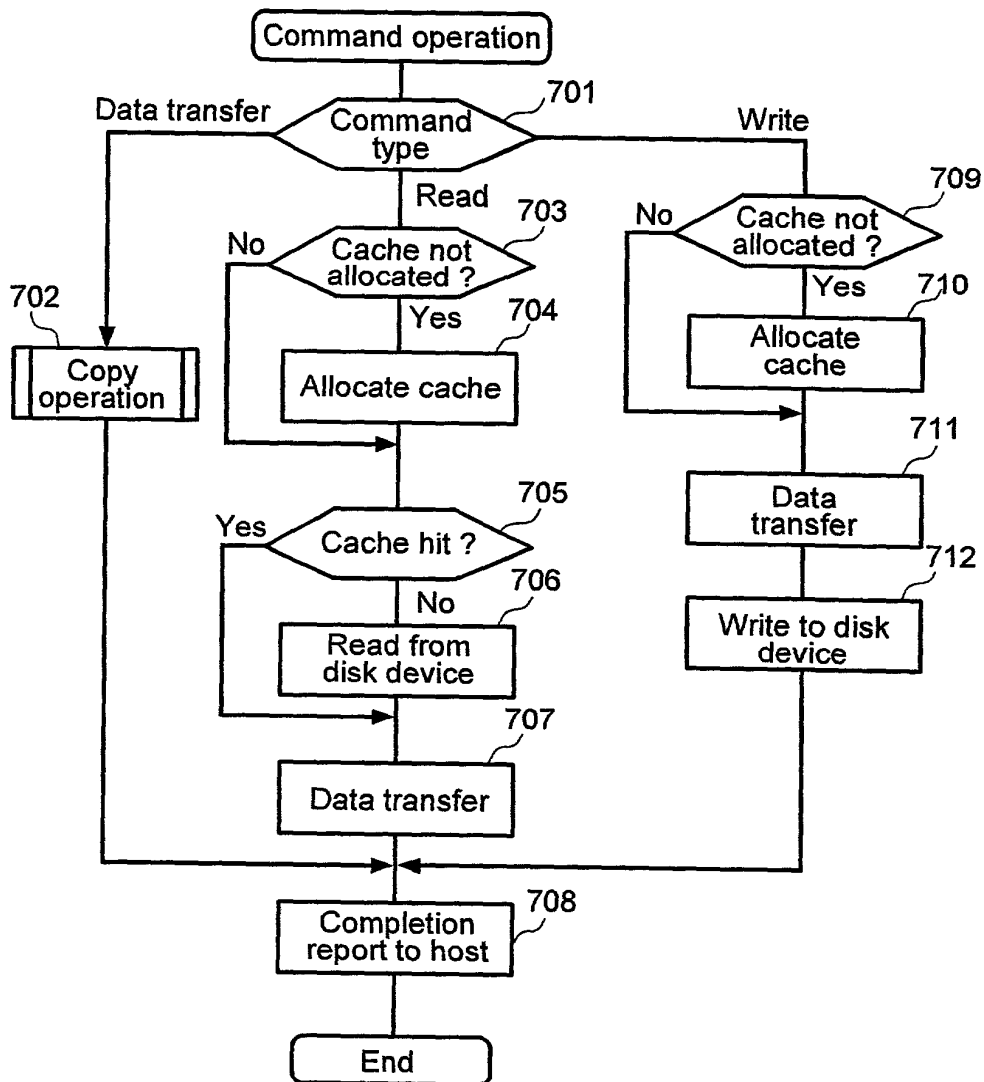 Command operation
701
Data transfer
Command
type
Write
Read
709
703
No
Cache not
allocated ?
No
Cache not
allocated ?
702
Yes
704
Yes
710
Copy
operation
Allocate cache
Allocate
cache
711
705
Yes
Cache hit ?
Data
transfer
706
No
712
Read from
disk device
Write to disk
device
707
Data transfer
708
Completion
report to host
End